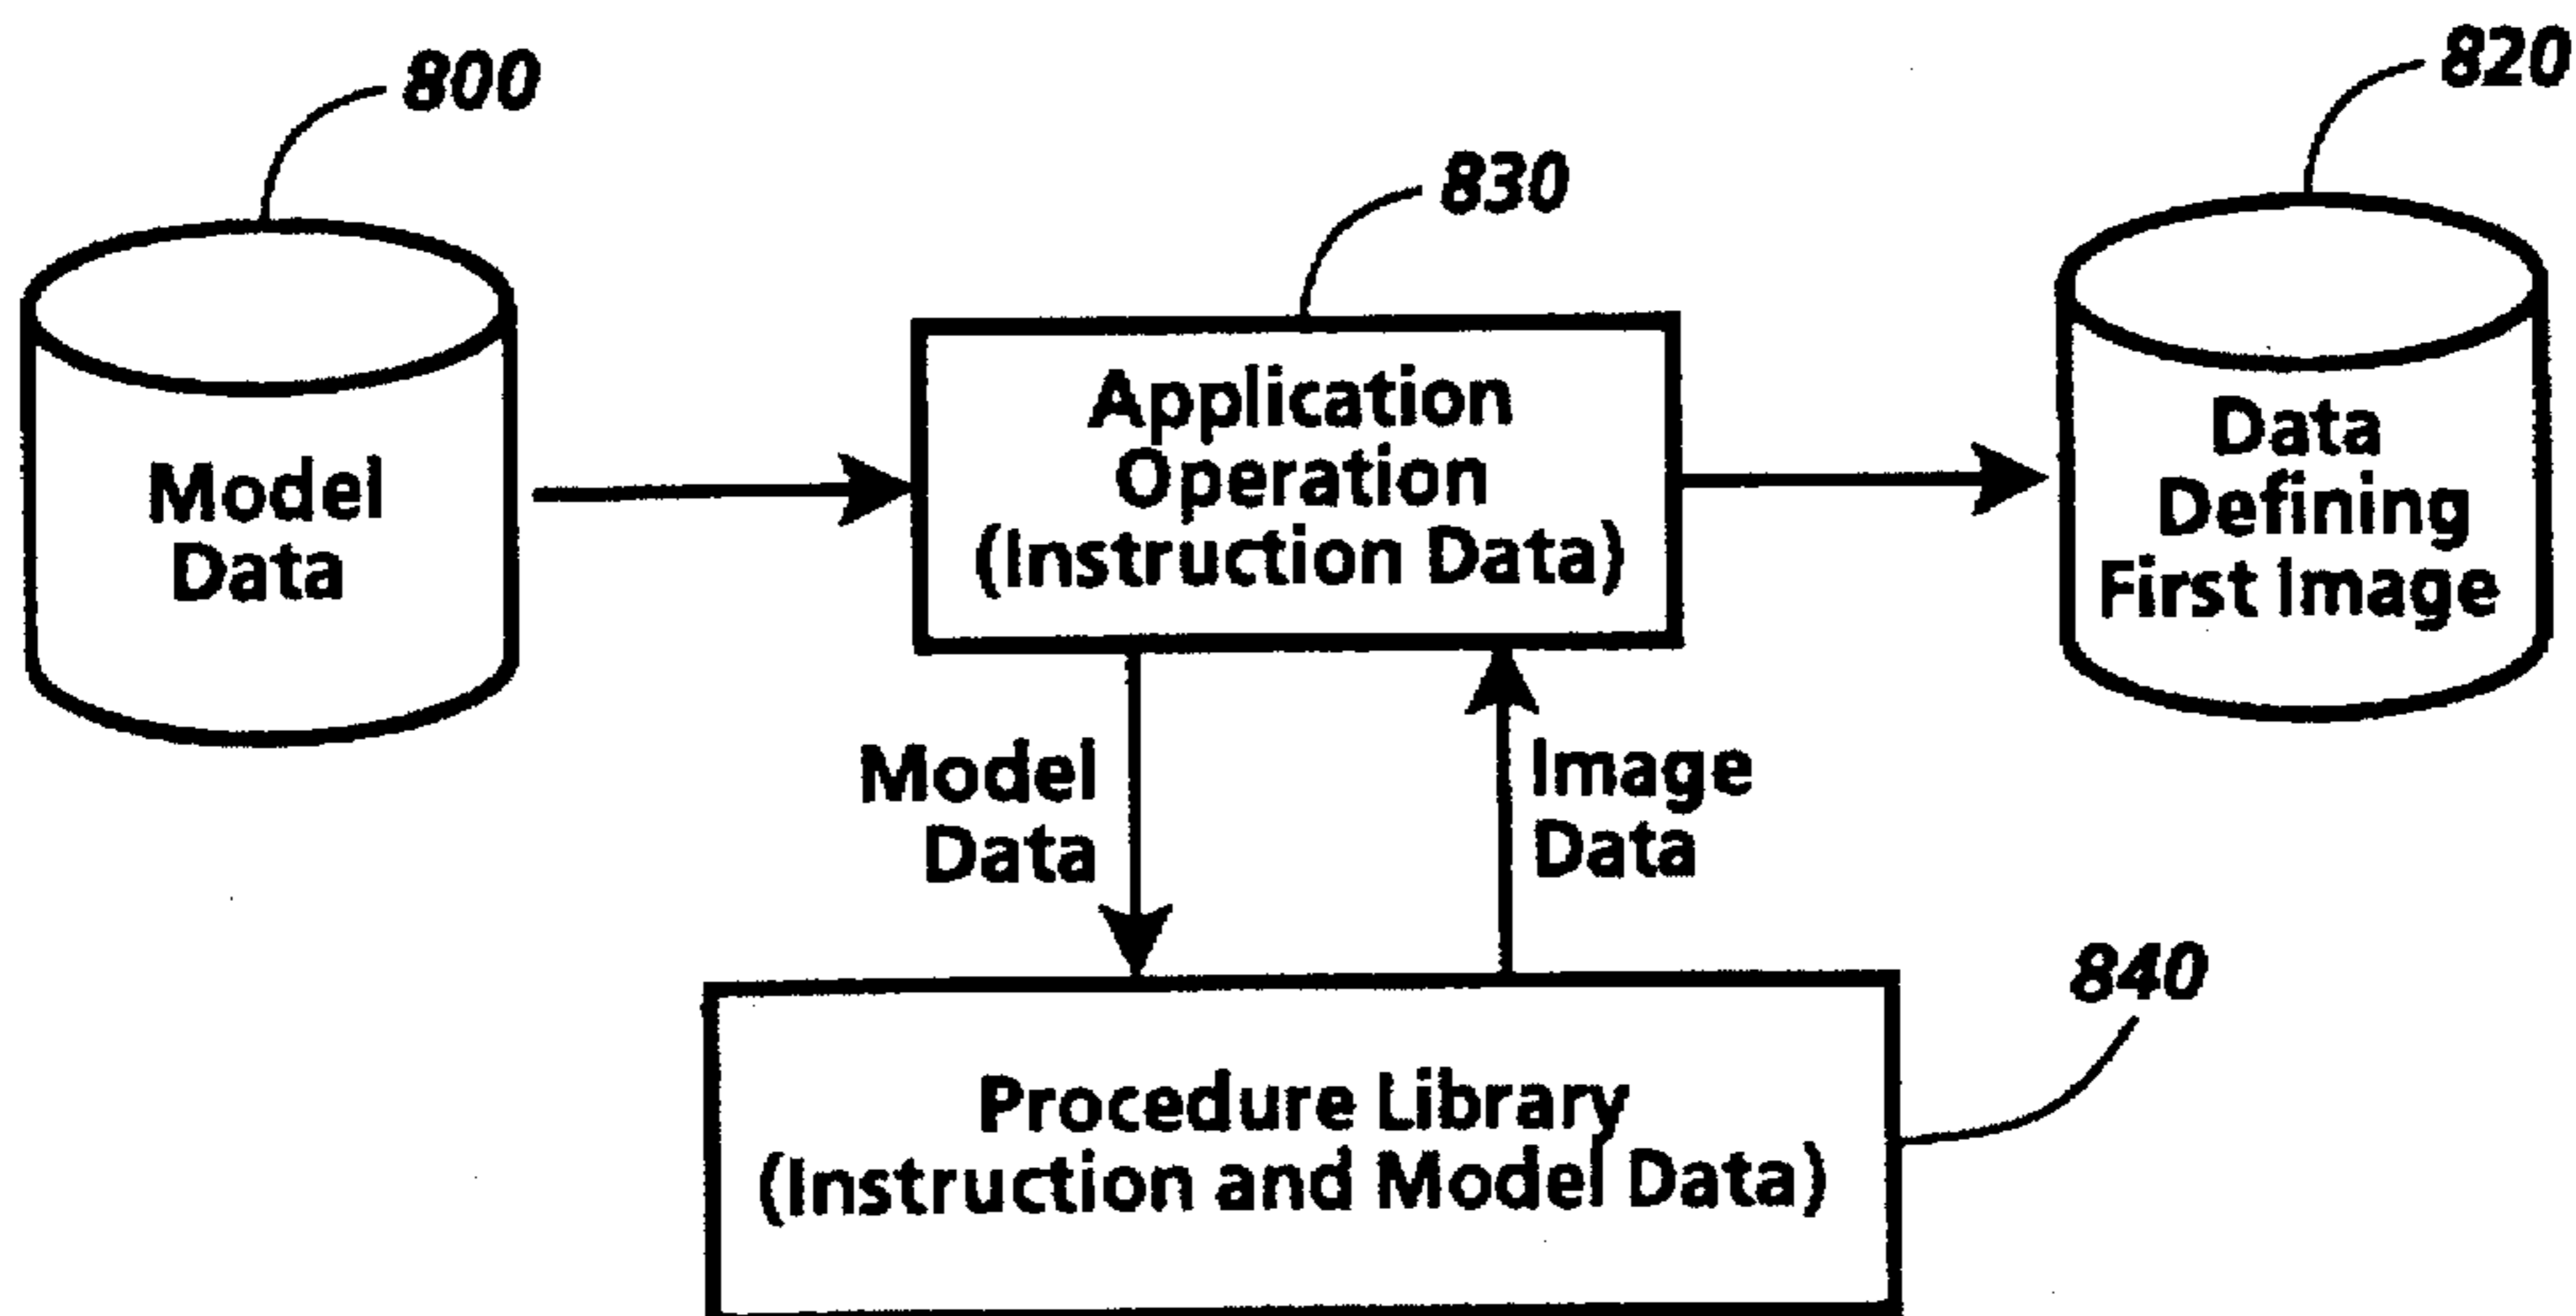 800
820
830
Model
Data
Application
Operation
(Instruction Data)
Data
Defining
First Image
Model
Data
Image
Data
840
Procedure Library
(Instruction and Model Data)